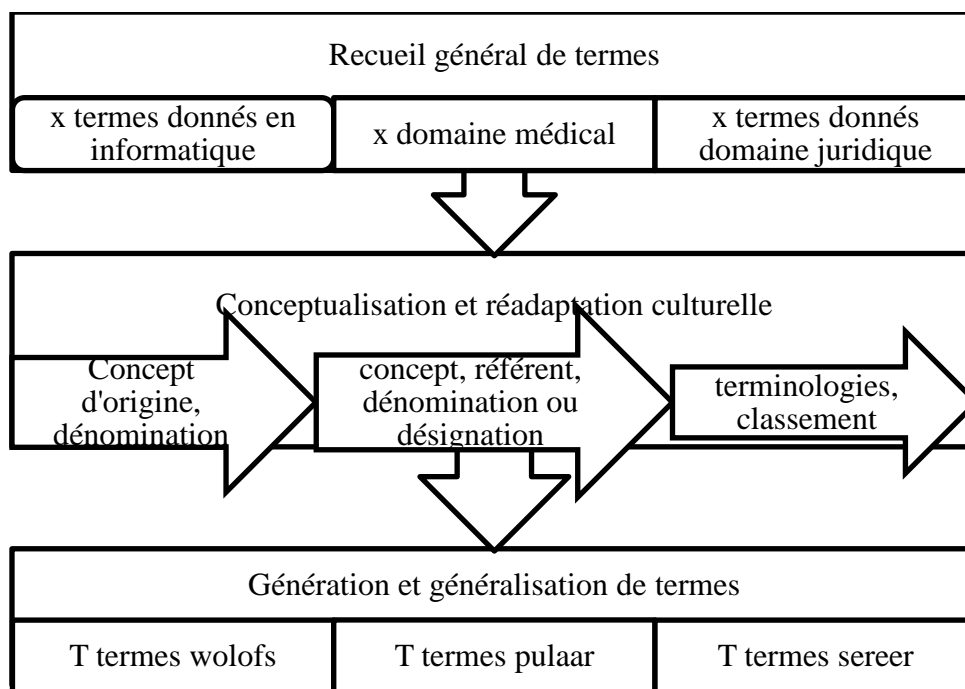 Recueil général de termes
x termes donnés en
informatique
x domaine médical
x termes donnés
domaine juridique
Conceptualisation et réadaptation culturelle
Concept
d'origine,
dénomination
concept, référent,
dénomination ou
désignation
terminologies,
classement
Génération et généralisation de termes
T termes wolofs
T termes pulaar
T termes sereer